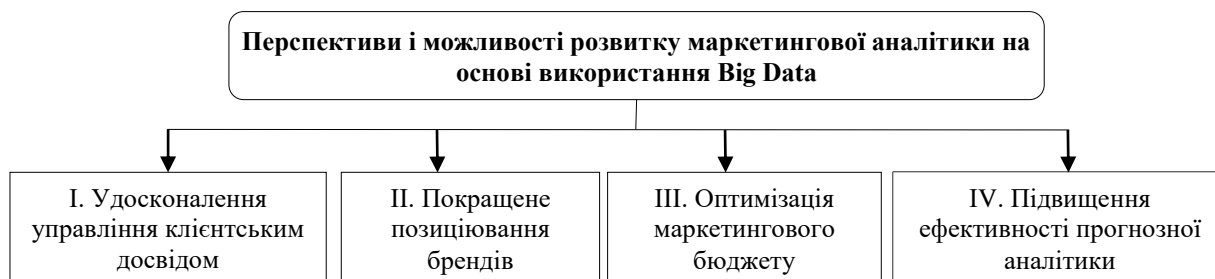 Перспективи і можливості розвитку маркетингової аналітики на
основі використання Big Data
I. Удосконалення
управління клієнтським
досвідом
II. Покращене
позиціювання
брендів
III. Оптимізація
маркетингового
бюджету
IV. Підвищення
ефективності прогнозної
аналітики